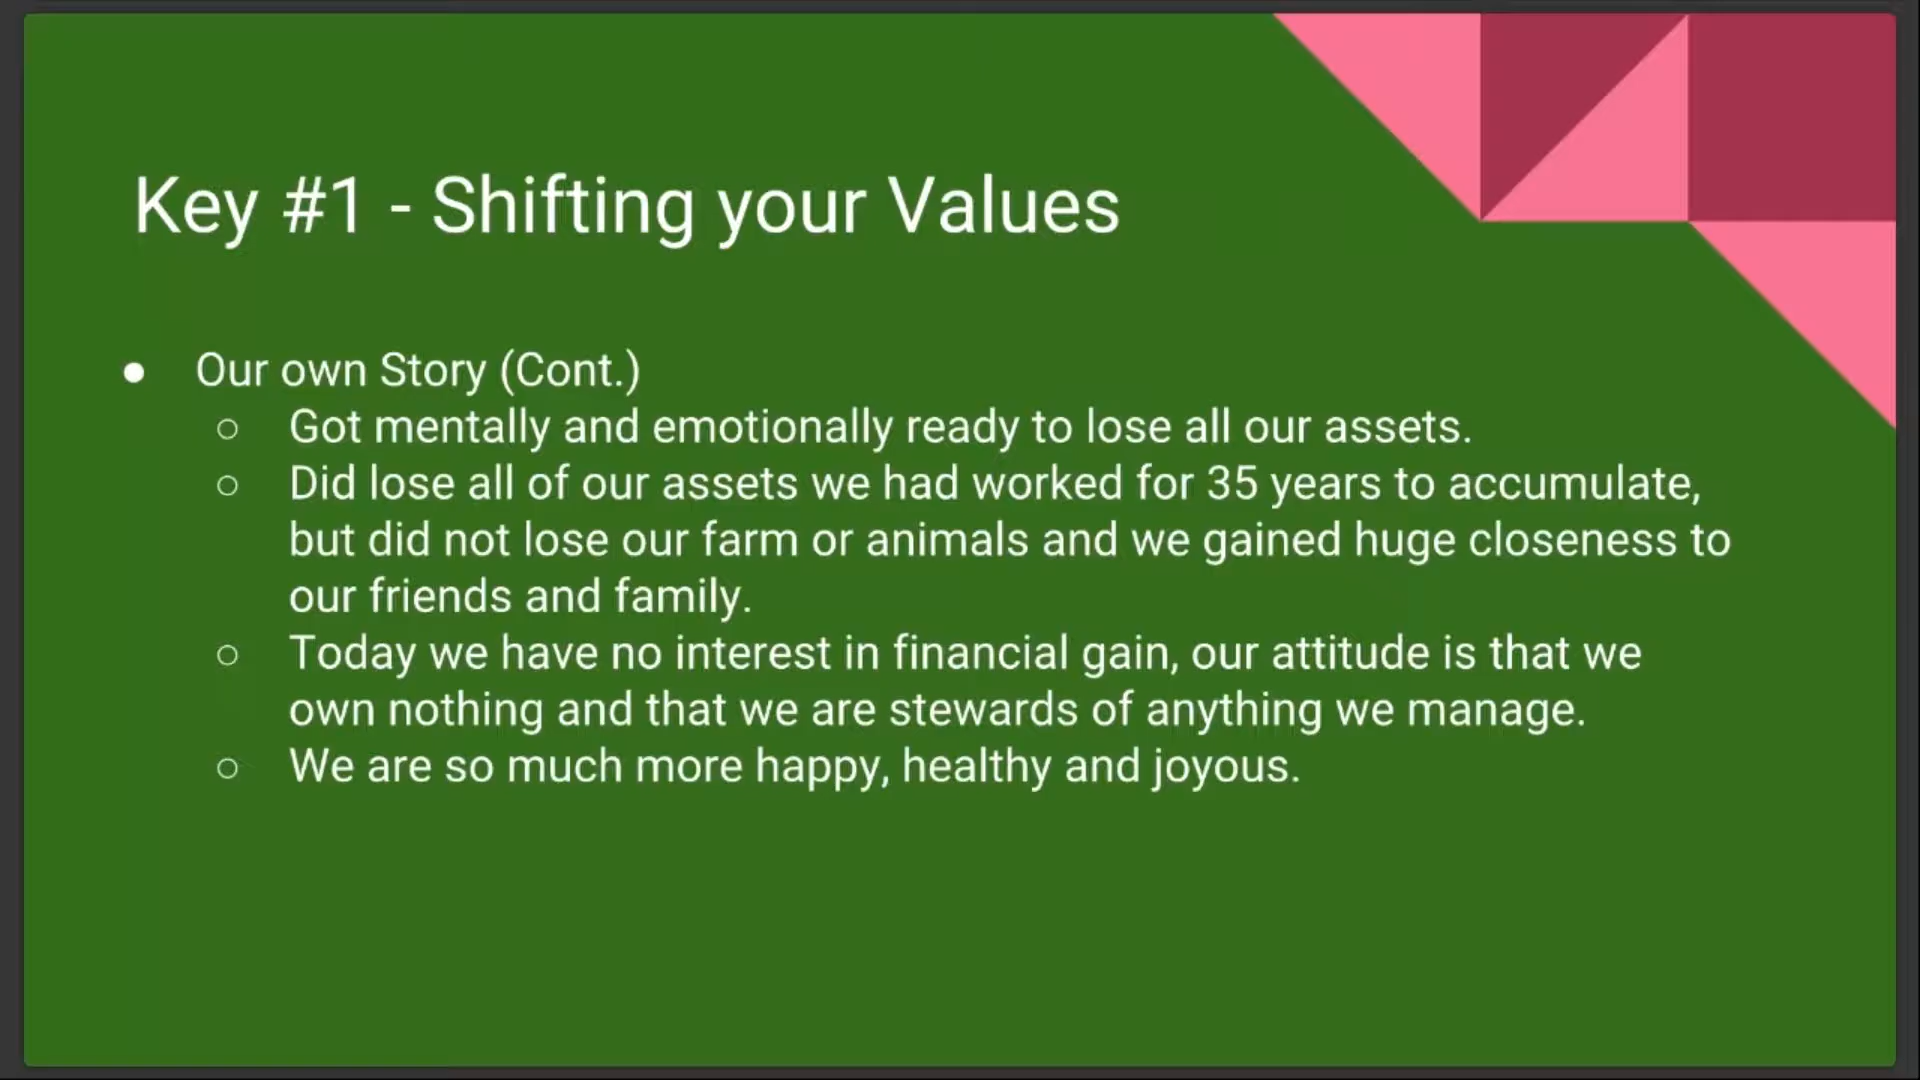 Key #1 - Shifting your Values
● Our own Story (Cont.)
○ Got mentally and emotionally ready to lose all our assets.
○ Did lose all of our assets we had worked for 35 years to accumulate,
but did not lose our farm or animals and we gained huge closeness to
our friends and family.
○ Today we have no interest in financial gain, our attitude is that we
own nothing and that we are stewards of anything we manage.
○ We are so much more happy, healthy and joyous.